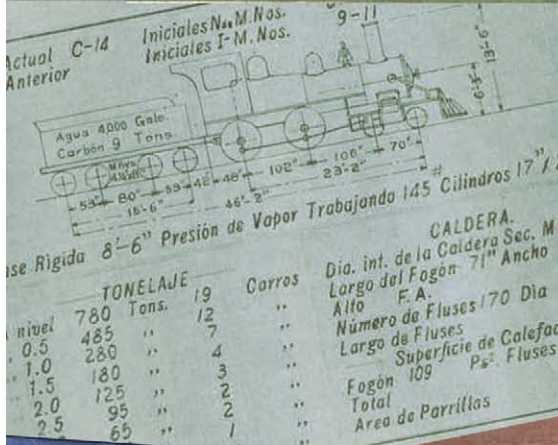 Actual C-14 Iniciales N. de M. Nos.
Anterior Iniciales I-M. Nos. 9-11
13'-6"
6'-3"
Agua 4000 Gals.
Carbón 9 Tons.
53" 80" 53" 42" 48" 102" 106" 70"
15'-6" 46'-2" 23'-2"
Rígida 8'-6" Presión de Vapor Trabajando 145# Cilindros 17"/
TONELAJE
nivel 780 Tons. 19 Carros
0.5 485 " 12 "
1.0 280 " 7 "
1.5 180 " 4 "
2.0 125 " 3 "
2.5 95 " 2 "
65 " 2 "
1 "
CALDERA.
Dia. int. de la Caldera Sec. M
Largo del Fogón 71" Ancho
Alto F. A.
Número de Fluses 170 Dia
Largo de Fluses
Superficie de
Fogón 109 Ps². Fluses
Total
Area de Parrillas